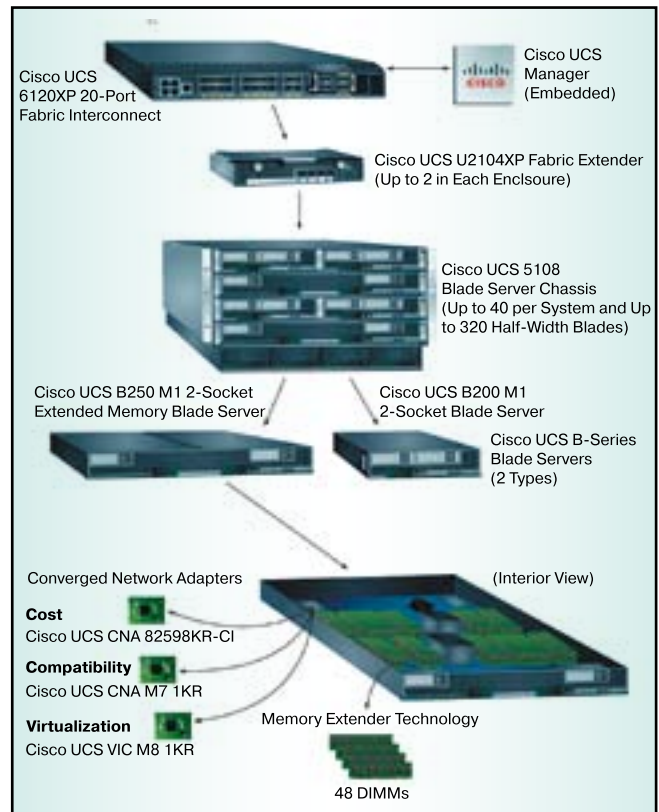 Cisco UCS
6120XP 20-Port
Fabric Interconnect
CISCO
Cisco UCS
Manager
(Embedded)
Cisco UCS U2104XP Fabric Extender
(Up to 2 in Each Enclsoure)
Cisco UCS 5108
Blade Server Chassis
(Up to 40 per System and Up
to 320 Half-Width Blades)
Cisco UCS B250 M1 2-Socket
Extended Memory Blade Server
Cisco UCS B200 M1
2-Socket Blade Server
Cisco UCS B-Series
Blade Servers
(2 Types)
Converged Network Adapters
(Interior View)
Cost
Cisco UCS CNA 82598KR-CI
Compatibility
Cisco UCS CNA M7 1KR
Virtualization
Cisco UCS VIC M8 1KR
Memory Extender Technology
48 DIMMs